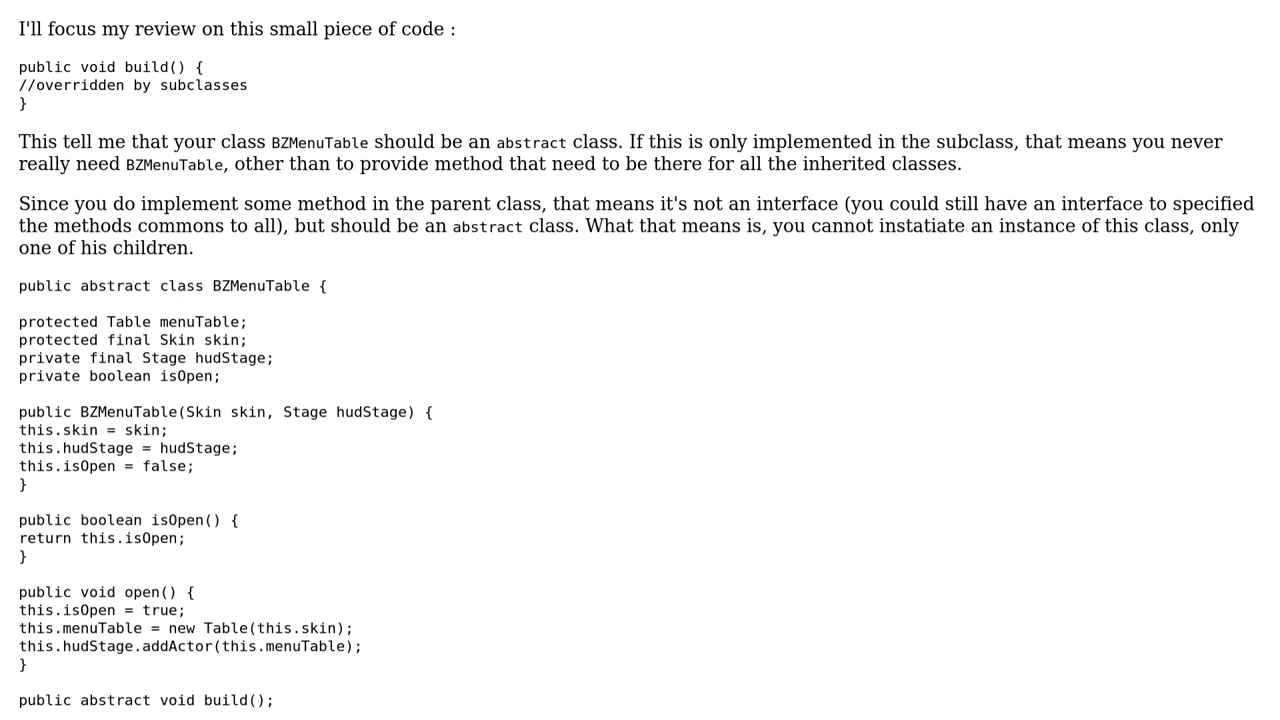 I'll focus my review on this small piece of code :
public void build() {
//overridden by subclasses
}
This tell me that your class BZMenuTable should be an abstract class. If this is only implemented in the subclass, that means you never
really need BZMenuTable, other than to provide method that need to be there for all the inherited classes.
Since you do implement some method in the parent class, that means it's not an interface (you could still have an interface to specified
the methods commons to all), but should be an abstract class. What that means is, you cannot instatiate an instance of this class, only
one of his children.
public abstract class BZMenuTable {
protected Table menuTable;
protected final Skin skin;
private final Stage hudStage;
private boolean isOpen;
public BZMenuTable(Skin skin, Stage hudStage) {
this.skin = skin;
this.hudStage = hudStage;
this.isOpen = false;
}
public boolean isOpen() {
return this.isOpen;
}
public void open() {
this.isOpen = true;
this.menuTable = new Table(this.skin);
this.hudStage.addActor(this.menuTable);
}
public abstract void build();